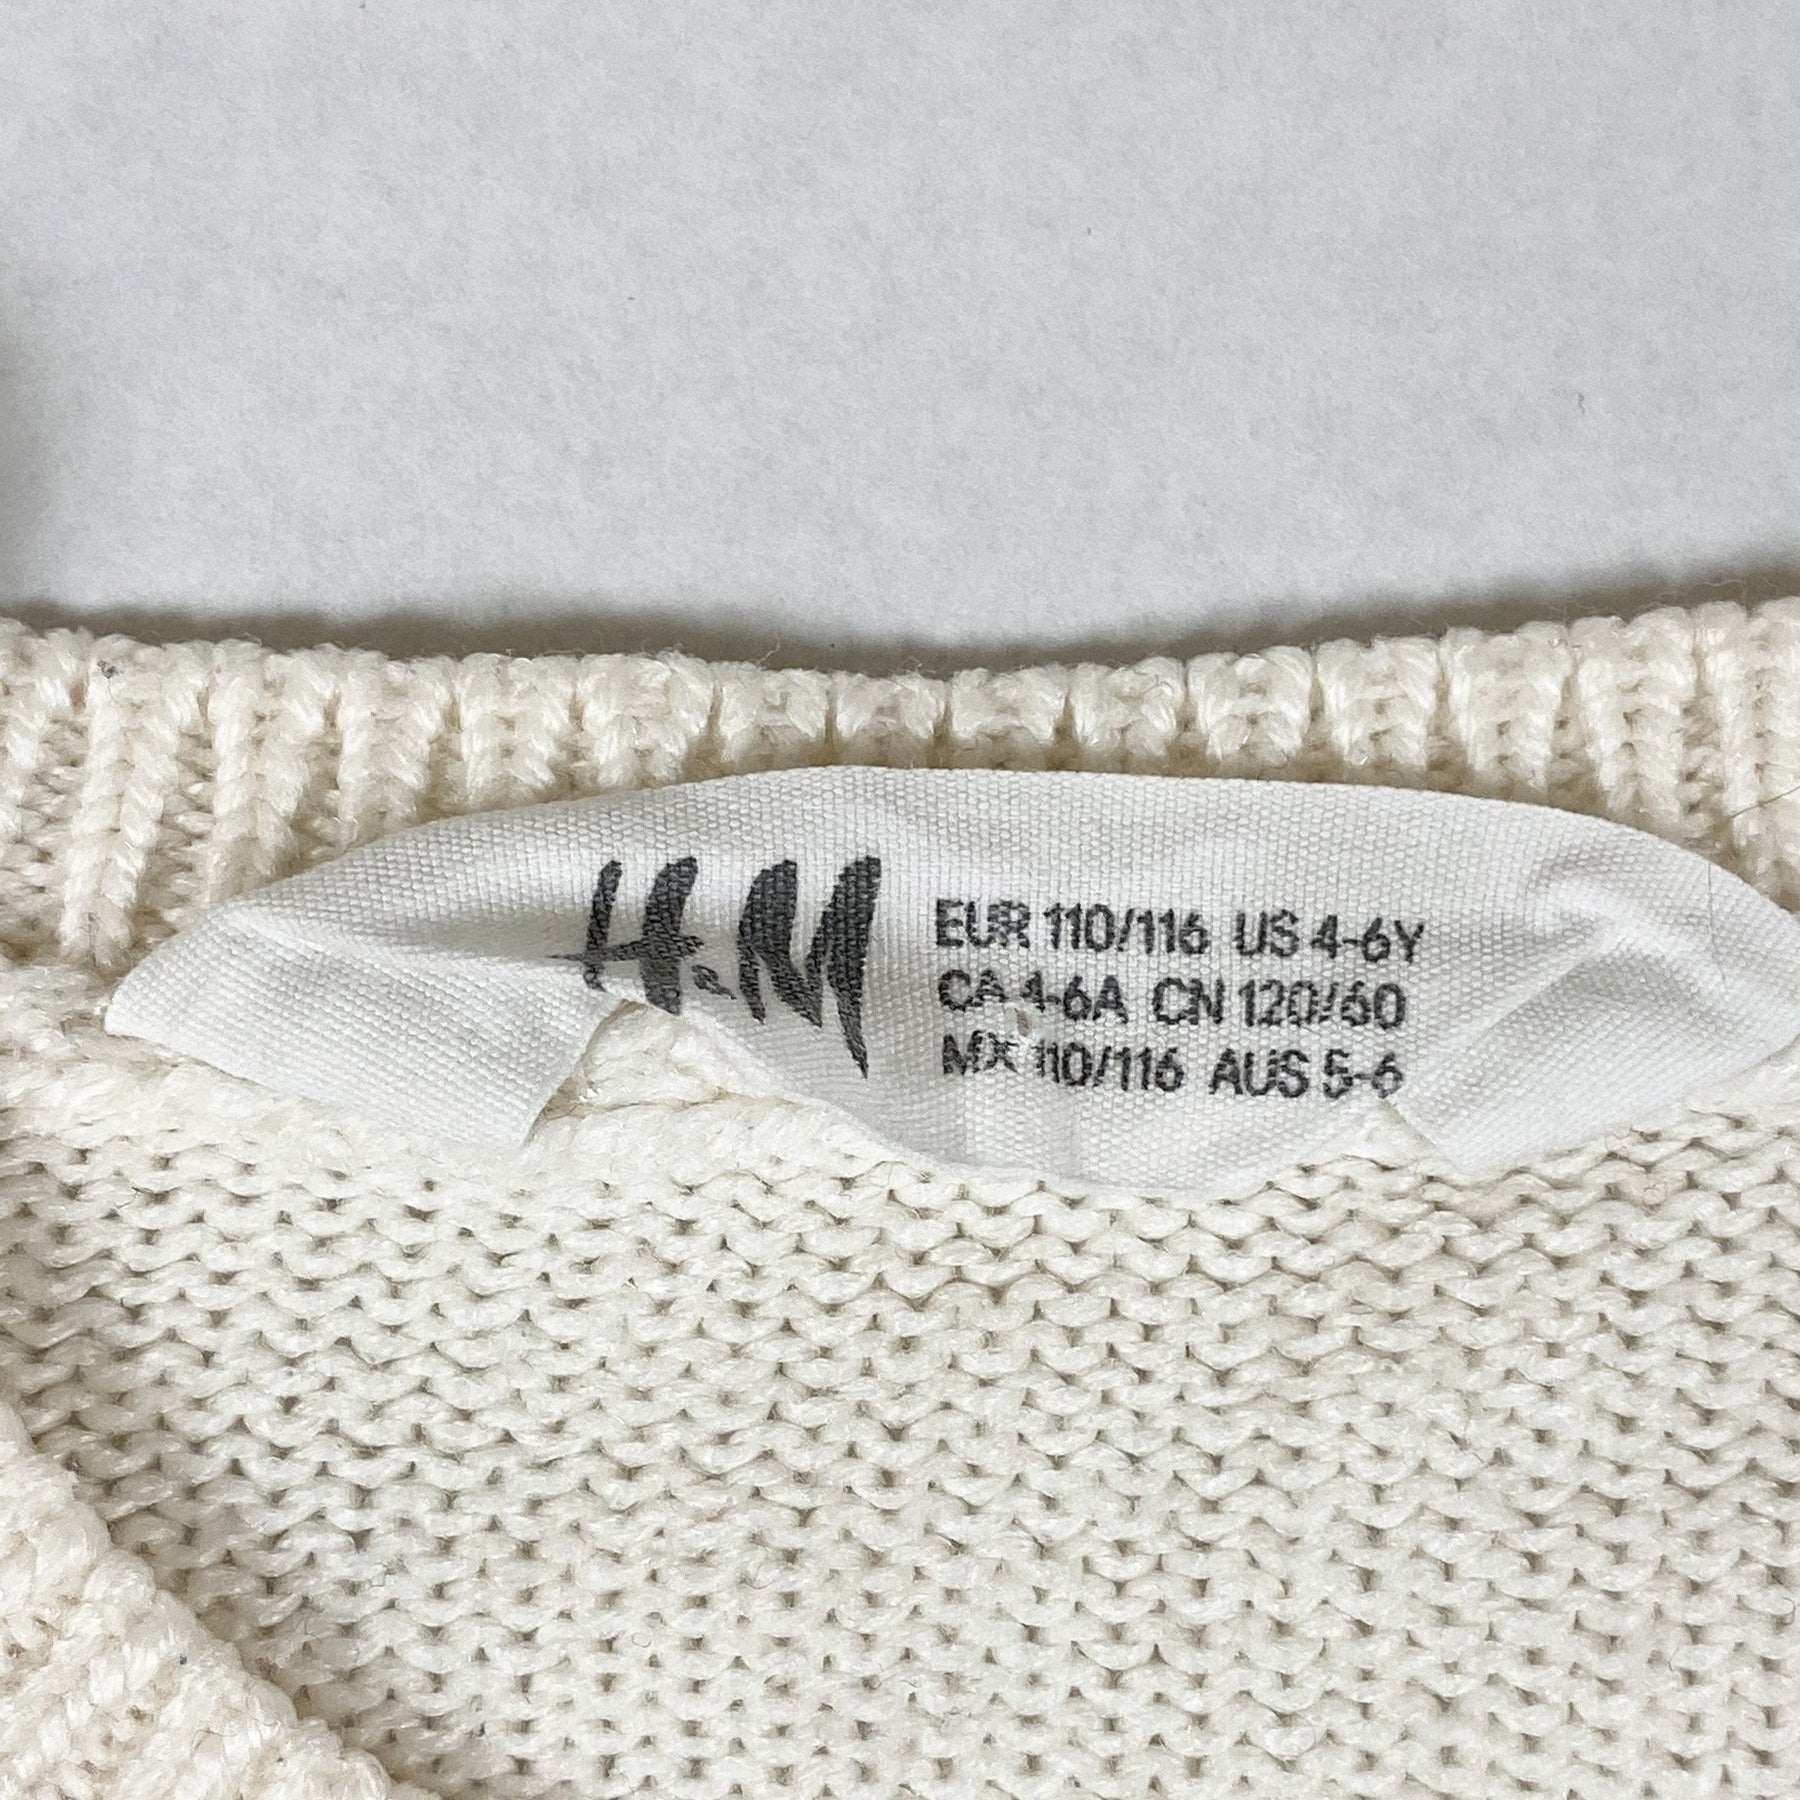 H&M
EUR 110/116 US 4-6Y
CA 4-6A CN 120/60
MX 110/116 AUS 5-6